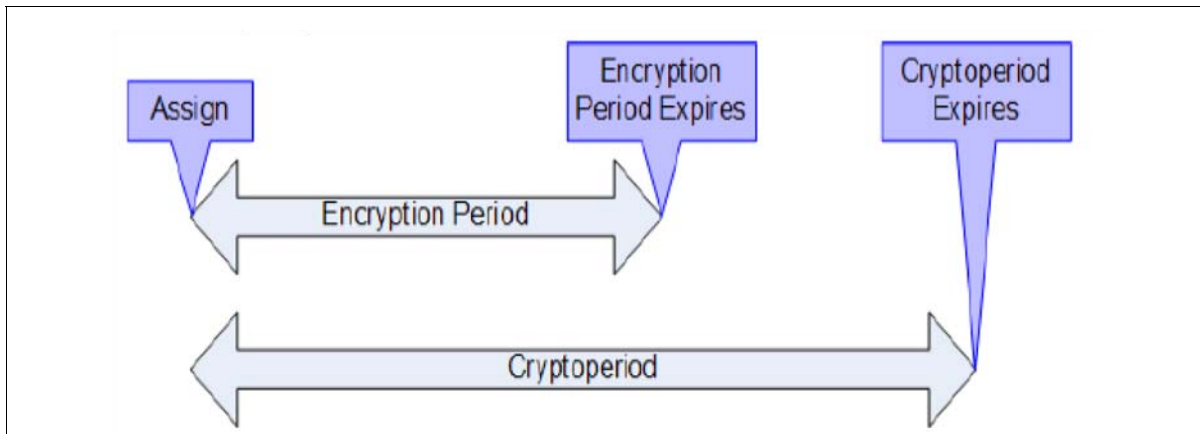 Assign
Encryption
Period Expires
Cryptoperiod
Expires
Encryption Period
Cryptoperiod